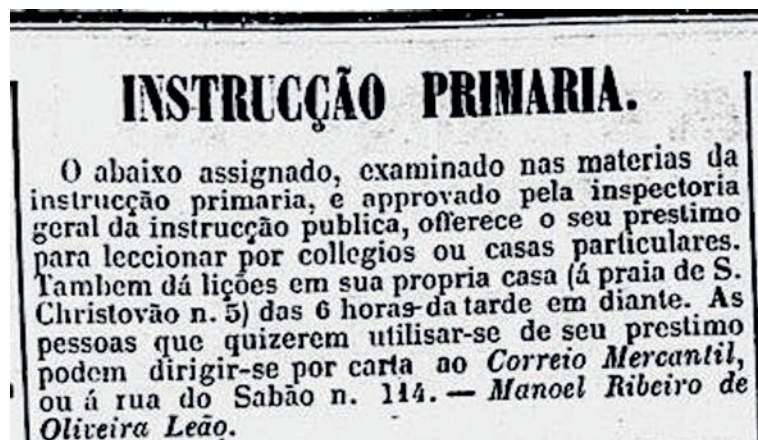 INSTRUCÇÃO PRIMARIA.
O abaixo assignado, examinado nas materias da
instrucção primaria, e approvado pela inspectoria
geral da instrucção publica, offerece o seu prestimo
para leccionar por collegios ou casas particulares.
Tambem dá lições em sua propria casa (á praia de S.
Christovão n. 5) das 6 horas da tarde em diante. As
pessoas que quizerem utilisar-se de seu prestimo
podem dirigir-se por carta ao Correio Mercantil,
ou á rua do Sabão n. 114. — Manoel Ribeiro de
Oliveira Leão.